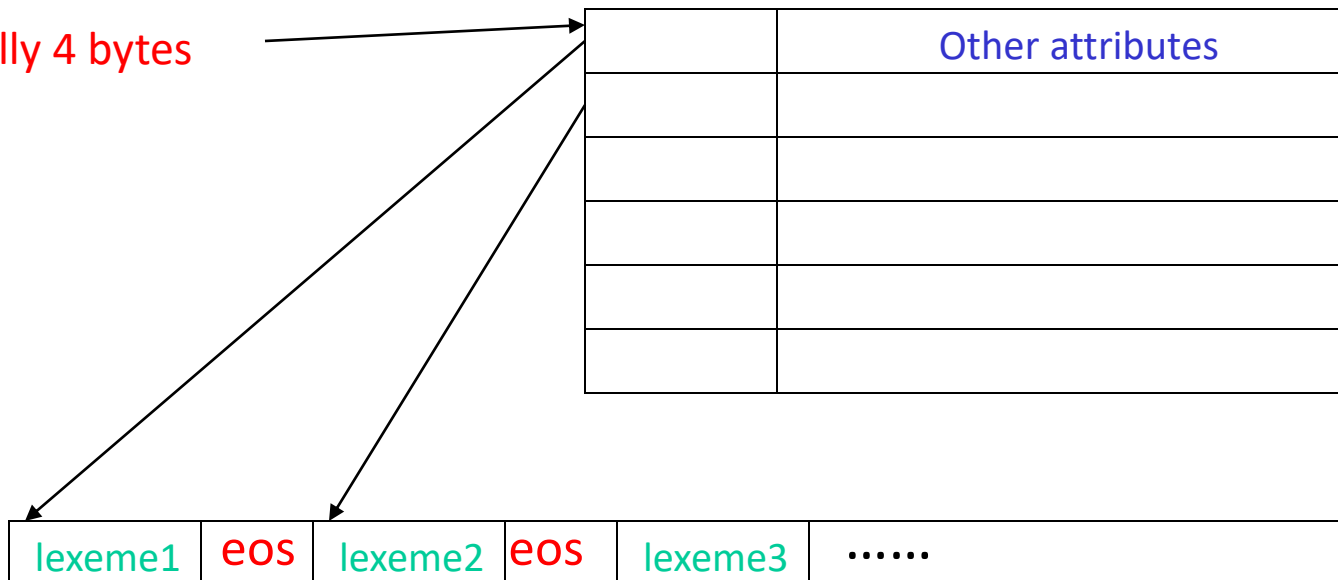 lly 4 bytes
Other attributes
lexeme1 eos lexeme2 eos lexeme3 ......